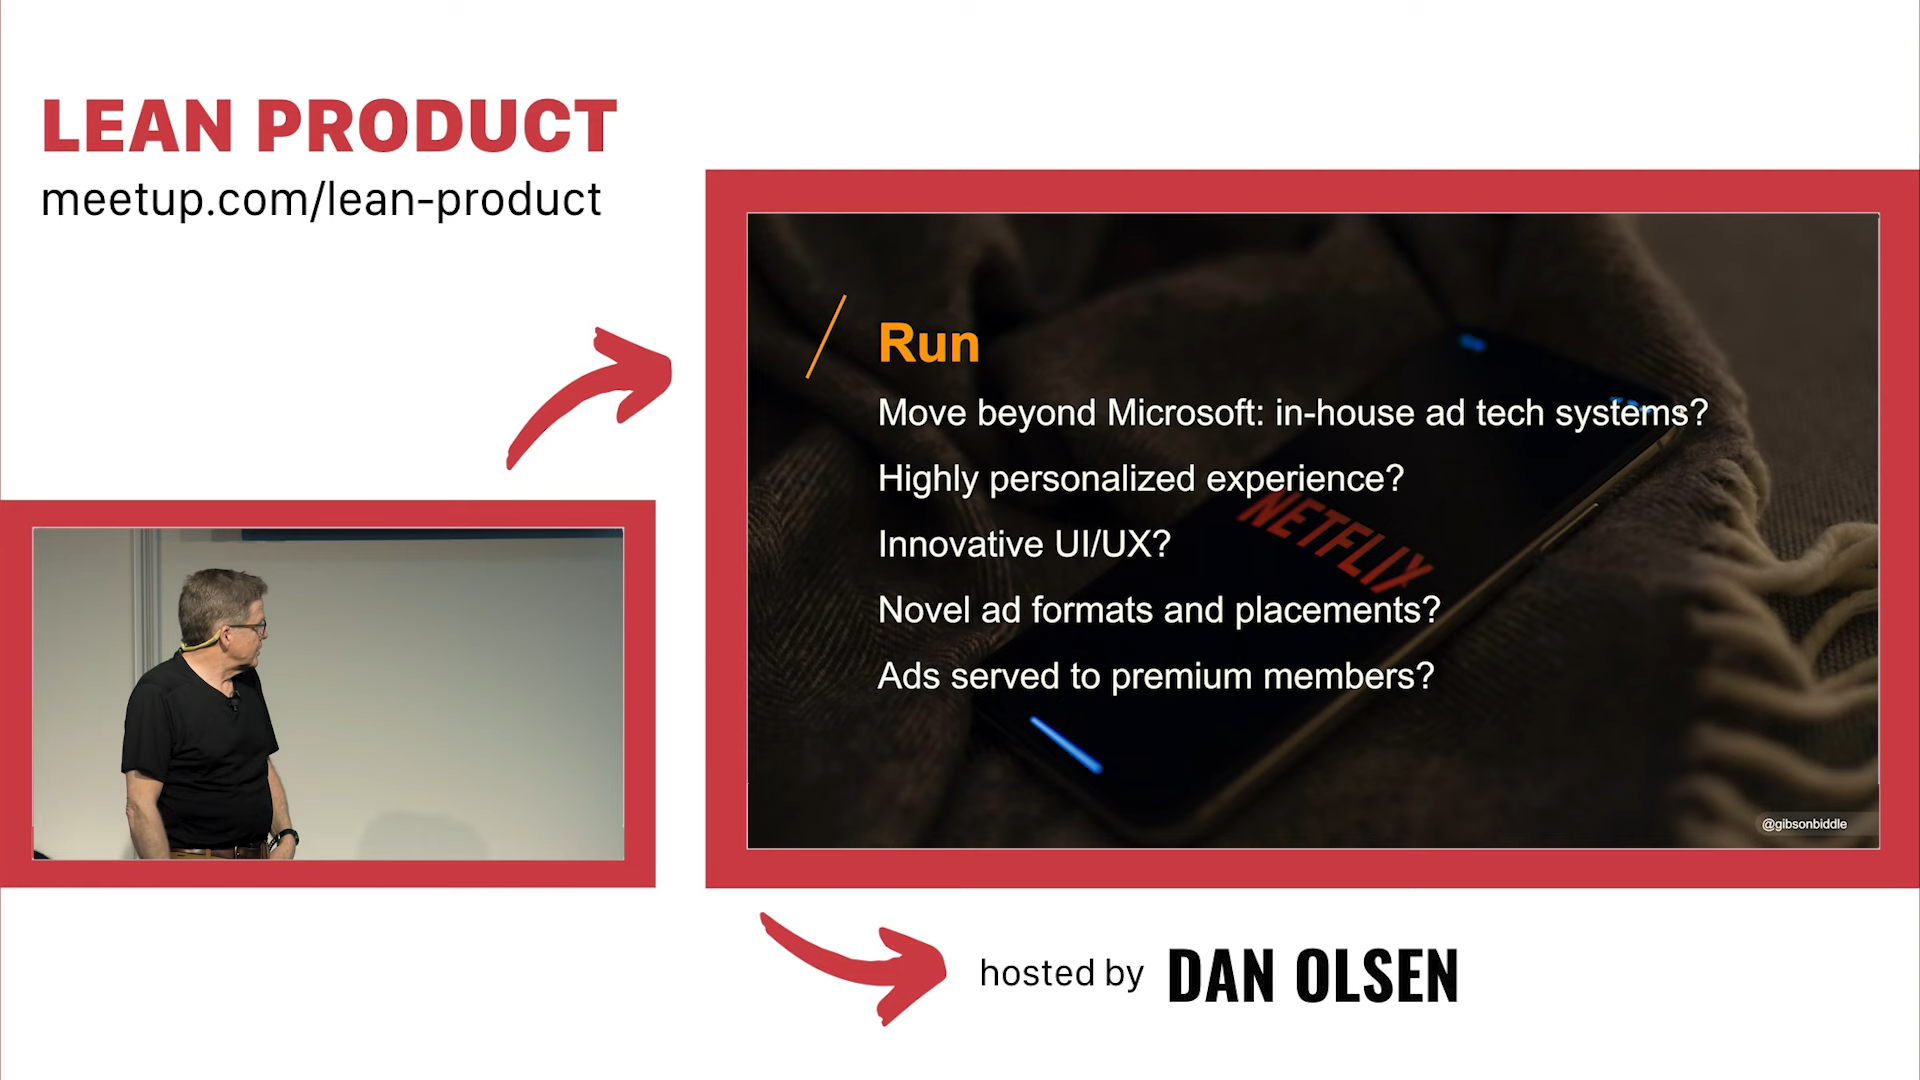 LEAN PRODUCT
meetup.com/lean-product
Run
Move beyond Microsoft: in-house ad tech systems?
Highly personalized experience?
Innovative UI/UX?
Novel ad formats and placements?
Ads served to premium members?
NETFLIX
@gibsonbiddle
hosted by DAN OLSEN